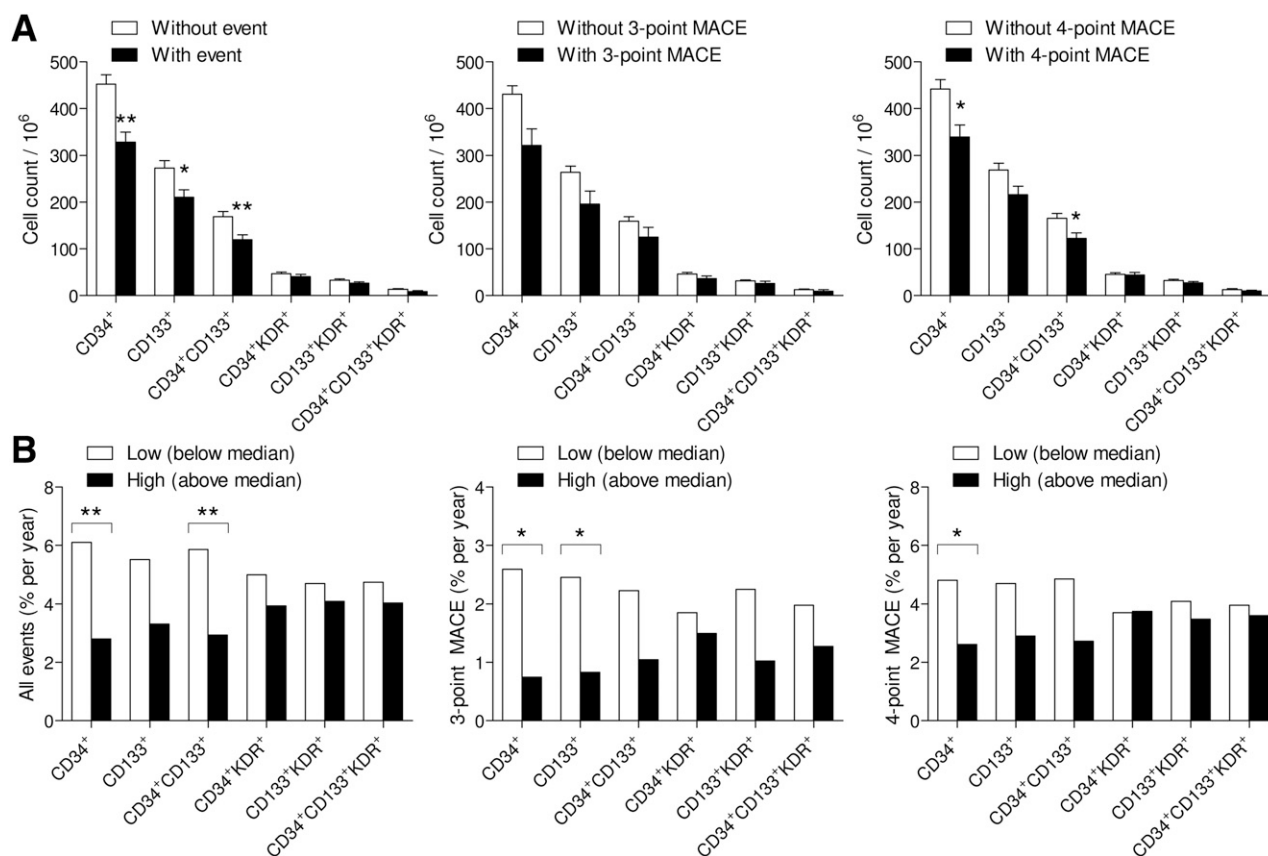 A
Without event
With event
Cell count / 10⁶
500
400
300
200
100
0
**
*
**
CD34⁺
CD133⁺
CD34⁺CD133⁺
CD34⁺KDR⁺
CD133⁺KDR⁺
CD34⁺CD133⁺KDR⁺
Without 3-point MACE
With 3-point MACE
Cell count / 10⁶
500
400
300
200
100
0
CD34⁺
CD133⁺
CD34⁺CD133⁺
CD34⁺KDR⁺
CD133⁺KDR⁺
CD34⁺CD133⁺KDR⁺
Without 4-point MACE
With 4-point MACE
Cell count / 10⁶
500
400
300
200
100
0
*
*
CD34⁺
CD133⁺
CD34⁺CD133⁺
CD34⁺KDR⁺
CD133⁺KDR⁺
CD34⁺CD133⁺KDR⁺
B
Low (below median)
High (above median)
All events (% per year)
8
6
4
2
0
**
**
CD34⁺
CD133⁺
CD34⁺CD133⁺
CD34⁺KDR⁺
CD133⁺KDR⁺
CD34⁺CD133⁺KDR⁺
Low (below median)
High (above median)
3-point MACE (% per year)
4
3
2
1
0
*
*
CD34⁺
CD133⁺
CD34⁺CD133⁺
CD34⁺KDR⁺
CD133⁺KDR⁺
CD34⁺CD133⁺KDR⁺
Low (below median)
High (above median)
4-point MACE (% per year)
8
6
4
2
0
*
CD34⁺
CD133⁺
CD34⁺CD133⁺
CD34⁺KDR⁺
CD133⁺KDR⁺
CD34⁺CD133⁺KDR⁺